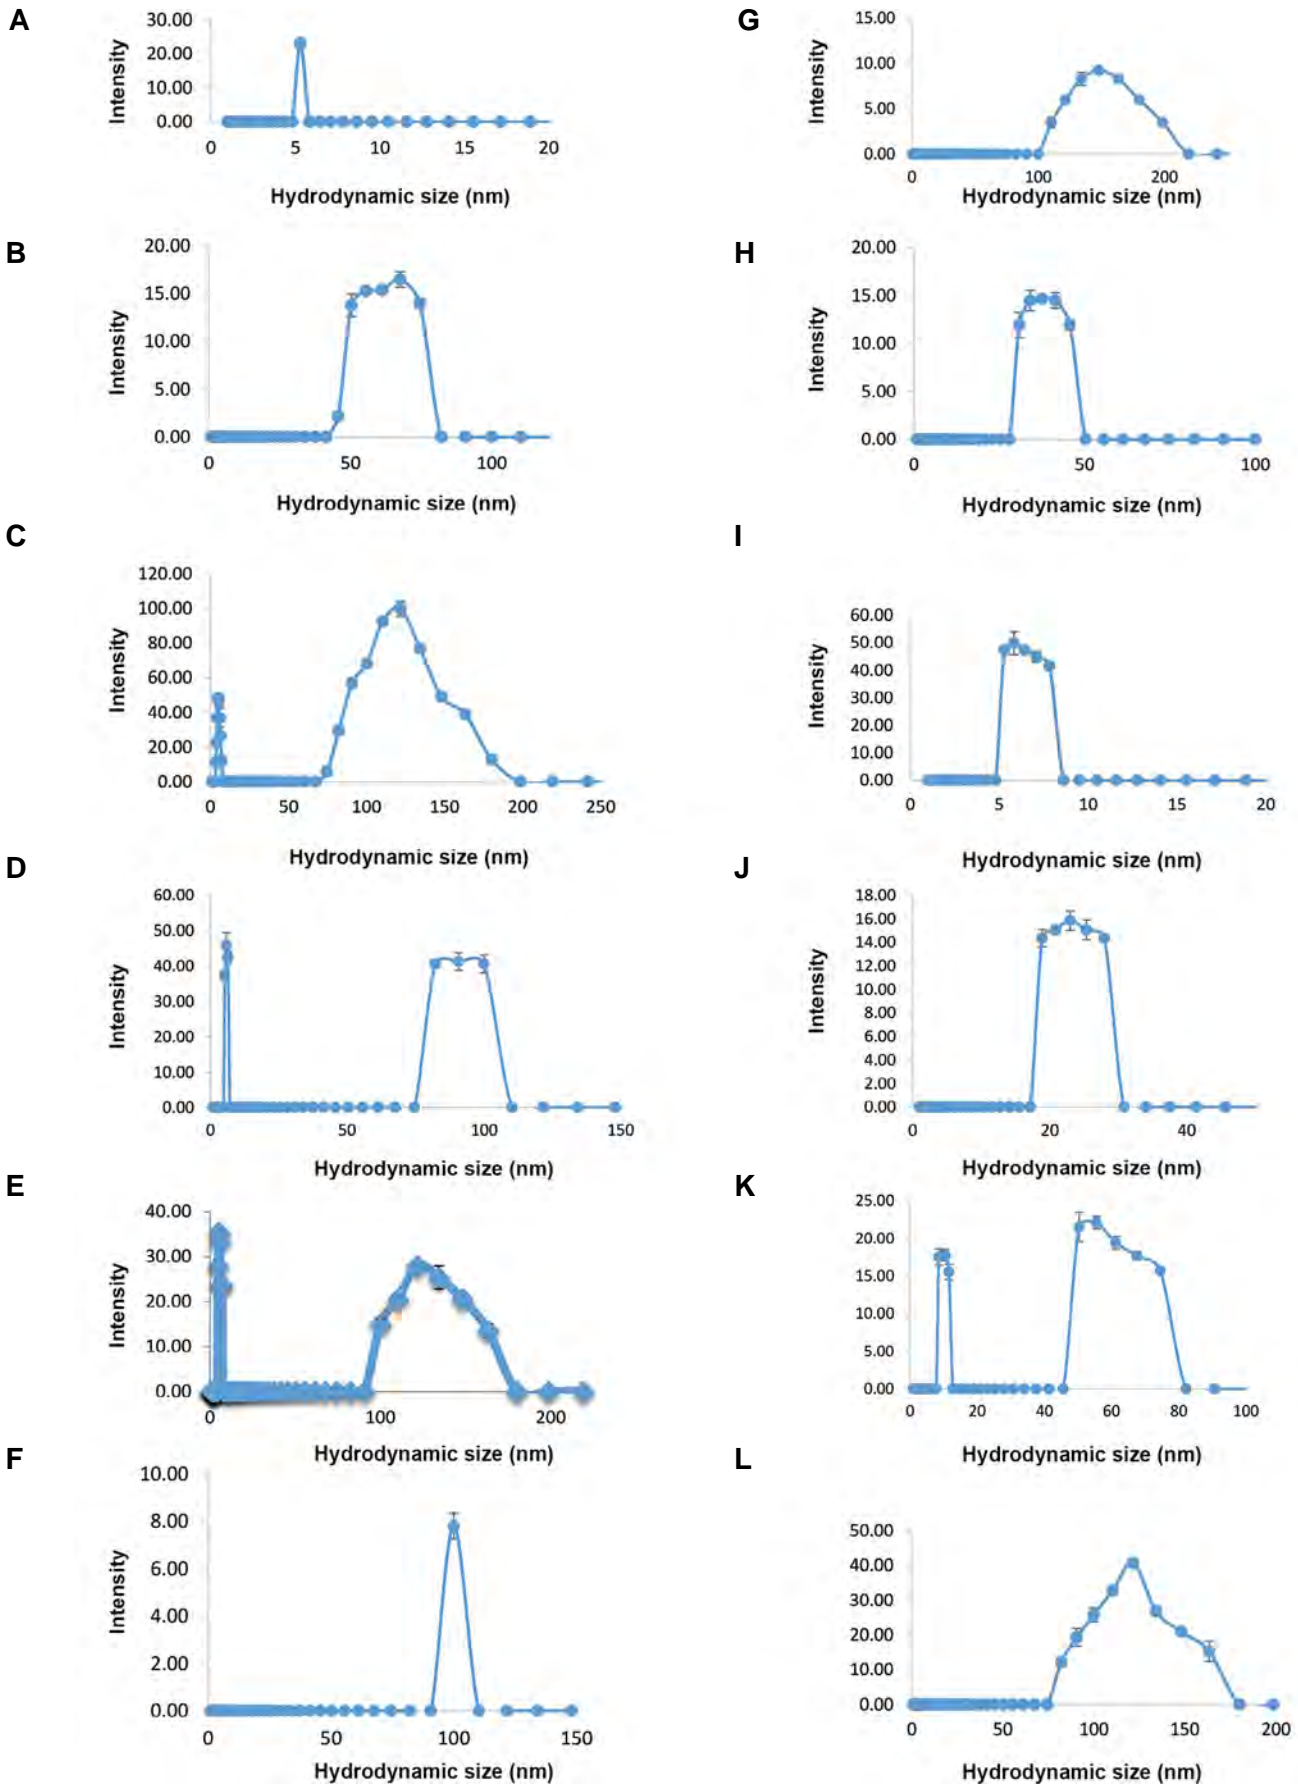 A
Intensity
30.00
20.00
10.00
0.00
0 5 10 15 20
Hydrodynamic size (nm)
B
Intensity
20.00
15.00
10.00
5.00
0.00
0 50 100
Hydrodynamic size (nm)
C
Intensity
120.00
100.00
80.00
60.00
40.00
20.00
0.00
0 50 100 150 200 250
Hydrodynamic size (nm)
D
Intensity
60.00
50.00
40.00
30.00
20.00
10.00
0.00
0 50 100 150
Hydrodynamic size (nm)
E
Intensity
40.00
30.00
20.00
10.00
0.00
0 100 200
Hydrodynamic size (nm)
F
Intensity
10.00
8.00
6.00
4.00
2.00
0.00
0 50 100 150
Hydrodynamic size (nm)
G
Intensity
15.00
10.00
5.00
0.00
0 100 200
Hydrodynamic size (nm)
H
Intensity
20.00
15.00
10.00
5.00
0.00
0 50 100
Hydrodynamic size (nm)
I
Intensity
60.00
50.00
40.00
30.00
20.00
10.00
0.00
0 5 10 15 20
Hydrodynamic size (nm)
J
Intensity
18.00
16.00
14.00
12.00
10.00
8.00
6.00
4.00
2.00
0.00
0 20 40
Hydrodynamic size (nm)
K
Intensity
25.00
20.00
15.00
10.00
5.00
0.00
0 20 40 60 80 100
Hydrodynamic size (nm)
L
Intensity
50.00
40.00
30.00
20.00
10.00
0.00
0 50 100 150 200
Hydrodynamic size (nm)